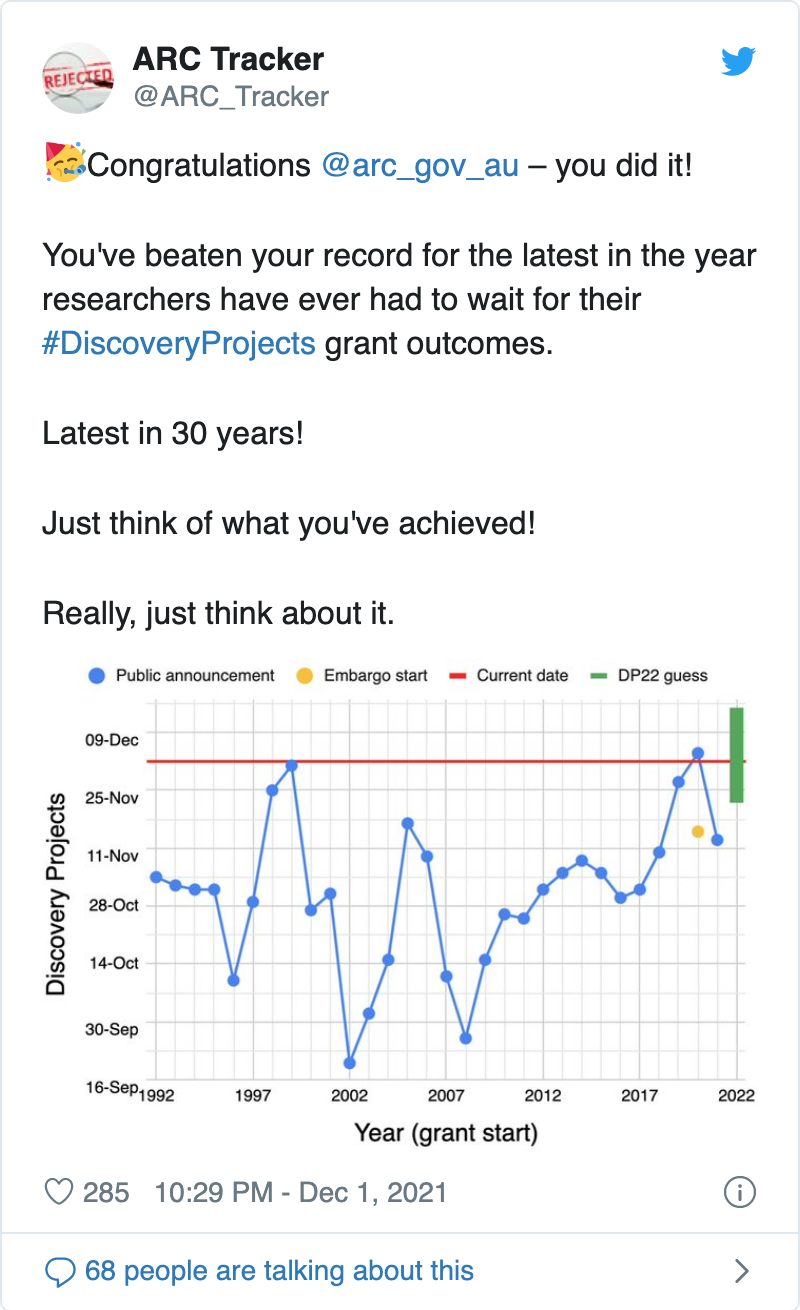 REJECTED
ARC Tracker
@ARC_Tracker
🥳Congratulations @arc_gov_au – you did it!
You've beaten your record for the latest in the year
researchers have ever had to wait for their
#DiscoveryProjects grant outcomes.
Latest in 30 years!
Just think of what you've achieved!
Really, just think about it.
Public announcement Embargo start Current date DP22 guess
Discovery Projects
09-Dec
25-Nov
11-Nov
28-Oct
14-Oct
30-Sep
16-Sep
1992 1997 2002 2007 2012 2017 2022
Year (grant start)
285 10:29 PM - Dec 1, 2021
68 people are talking about this